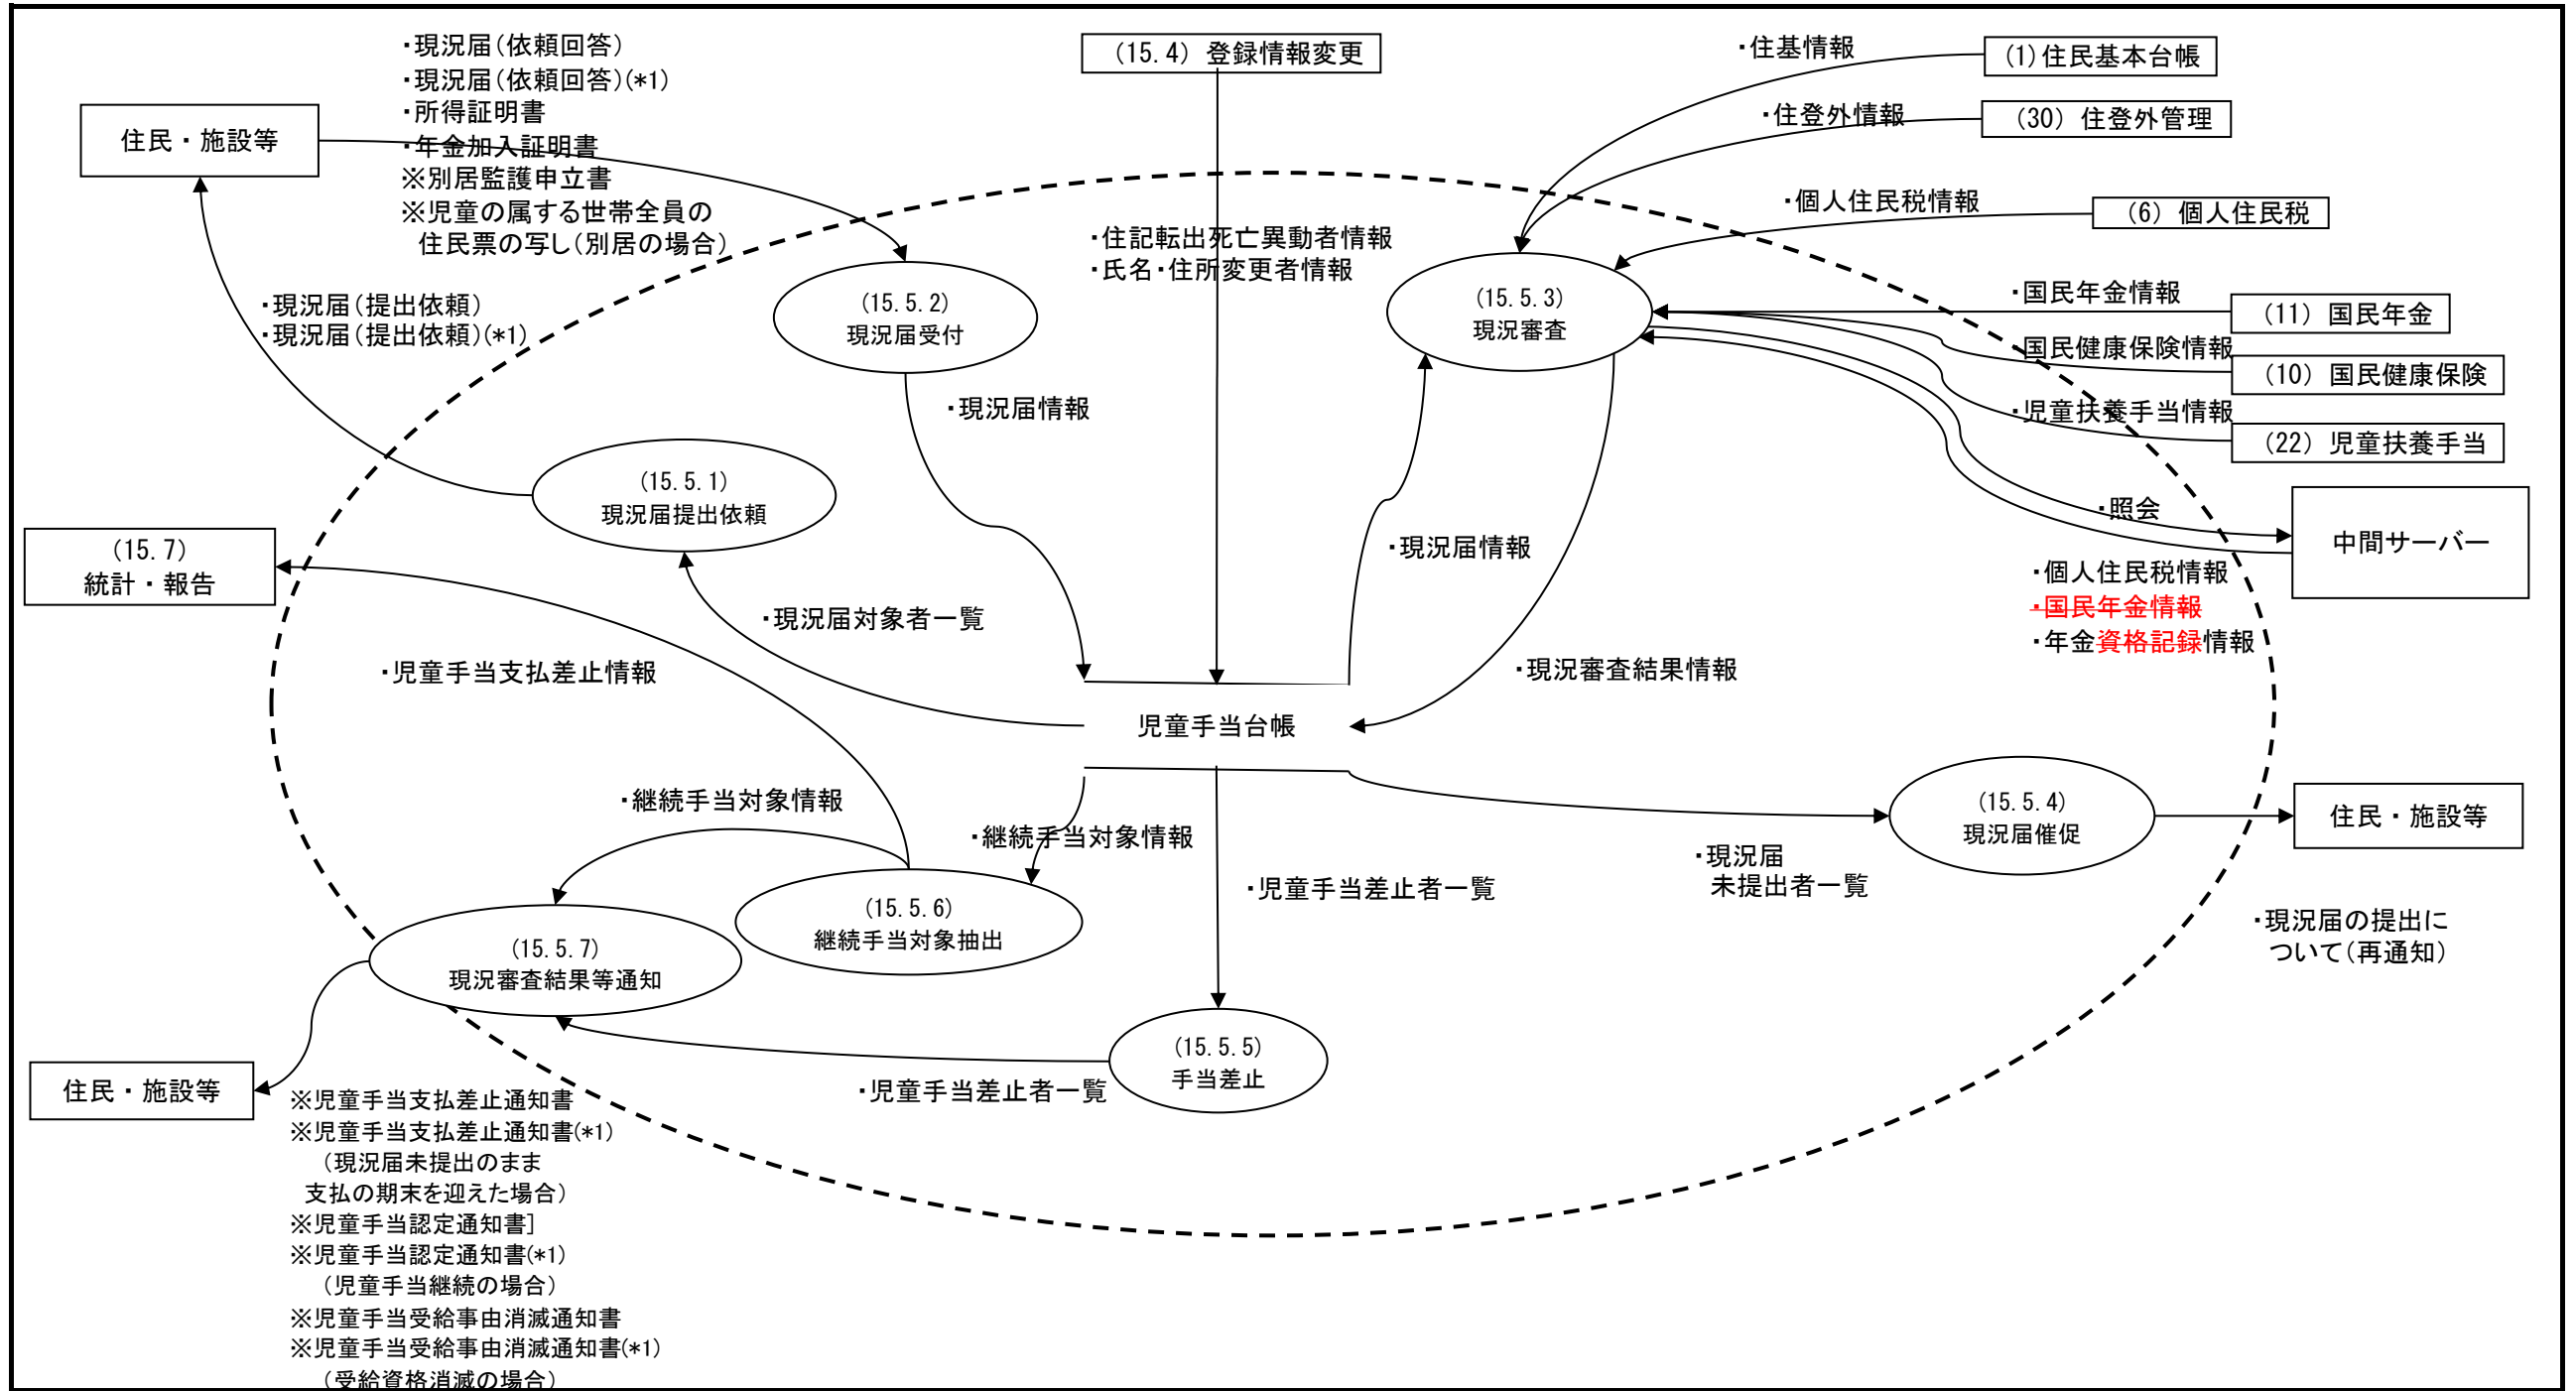 ・現況届（依頼回答）
・現況届（依頼回答）(*1)
・所得証明書
・年金加入証明書
※別居監護申立書
※児童の属する世帯全員の
住民票の写し（別居の場合）
住民・施設等
・現況届（提出依頼）
・現況届（提出依頼）(*1)
（15.4）登録情報変更
・住記転出死亡異動者情報
・氏名・住所変更者情報
・住基情報
(1)住民基本台帳
・住登外情報
（30）住登外管理
・個人住民税情報
（6）個人住民税
・国民年金情報
（11）国民年金
・国民健康保険情報
（10）国民健康保険
・児童扶養手当情報
（22）児童扶養手当
・照会
中間サーバー
・個人住民税情報
・国民年金情報
・年金資格記録情報
（15.5.2）
現況届受付
（15.5.3）
現況審査
・現況届情報
（15.5.1）
現況届提出依頼
・現況届情報
（15.7）
統計・報告
・現況届対象者一覧
・児童手当支払差止情報
・現況審査結果情報
児童手当台帳
・継続手当対象情報
・継続手当対象情報
（15.5.4）
現況届催促
住民・施設等
・現況届
未提出者一覧
・児童手当差止者一覧
・現況届の提出に
ついて（再通知）
（15.5.6）
継続手当対象抽出
（15.5.7）
現況審査結果等通知
（15.5.5）
手当差止
・児童手当差止者一覧
住民・施設等
※児童手当支払差止通知書
※児童手当支払差止通知書(*1)
（現況届未提出のまま
支払の期末を迎えた場合）
※児童手当認定通知書]
※児童手当認定通知書(*1)
（児童手当継続の場合）
※児童手当受給事由消滅通知書
※児童手当受給事由消滅通知書(*1)
（受給資格消滅の場合）